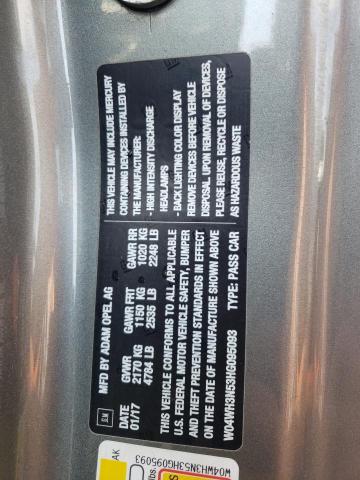 GM
MFD BY ADAM OPEL AG
DATE GVWR GAWR FRT GAWR RR
01/17 2170 KG 1150 KG 1020 KG
4784 LB 2535 LB 2248 LB
THIS VEHICLE CONFORMS TO ALL APPLICABLE
U.S. FEDERAL MOTOR VEHICLE SAFETY, BUMPER
AND THEFT PREVENTION STANDARDS IN EFFECT
ON THE DATE OF MANUFACTURE SHOWN ABOVE
W04WH3N53HG095093 TYPE: PASS CAR
THIS VEHICLE MAY INCLUDE MERCURY
CONTAINING DEVICES INSTALLED BY
THE MANUFACTURER:
- HIGH INTENSITY DISCHARGE
HEADLAMPS
- BACK LIGHTING COLOR DISPLAY
REMOVE DEVICES BEFORE VEHICLE
DISPOSAL. UPON REMOVAL OF DEVICES,
PLEASE REUSE, RECYCLE OR DISPOSE
AS HAZARDOUS WASTE
AK
W04WH3N53HG095093
lbs.